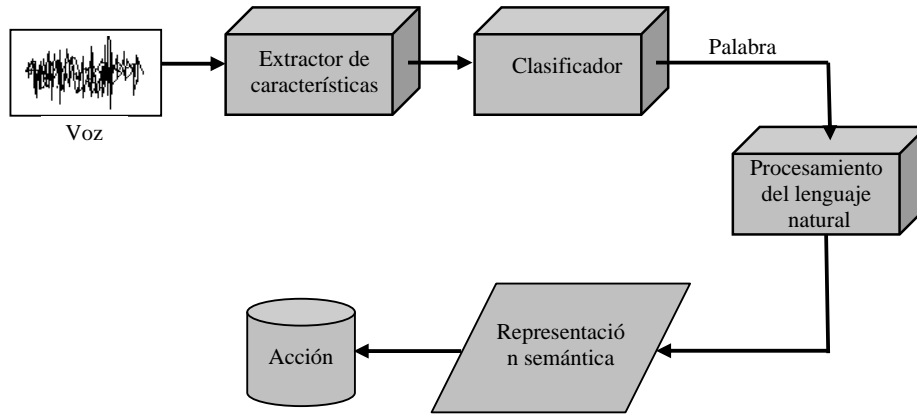 Voz
Extractor de
características
Clasificador
Palabra
Procesamiento
del lenguaje
natural
Representació
n semántica
Acción